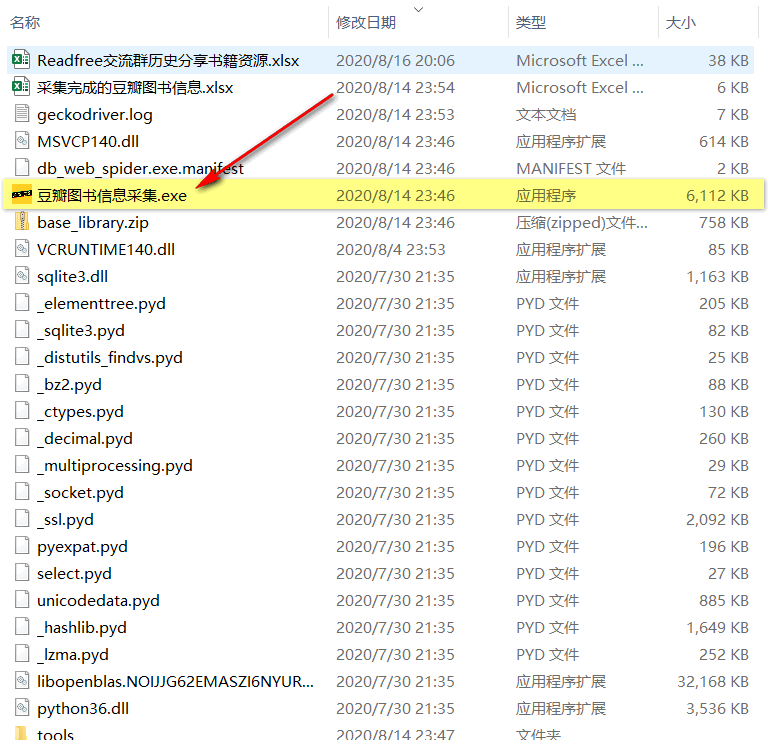 名称 修改日期 类型 大小
Readfree交流群历史分享书籍资源.xlsx 2020/8/16 20:06 Microsoft Excel ... 38 KB
采集完成的豆瓣图书信息.xlsx 2020/8/14 23:54 Microsoft Excel ... 6 KB
geckodriver.log 2020/8/14 23:53 文本文档 7 KB
MSVCP140.dll 2020/8/14 23:46 应用程序扩展 614 KB
db_web_spider.exe.manifest 2020/8/14 23:46 MANIFEST 文件 2 KB
豆瓣图书信息采集.exe 2020/8/14 23:46 应用程序 6,112 KB
base_library.zip 2020/8/14 23:46 压缩(zipped)文件... 758 KB
VCRUNTIME140.dll 2020/8/4 23:53 应用程序扩展 85 KB
sqlite3.dll 2020/7/30 21:35 应用程序扩展 1,163 KB
_elementtree.pyd 2020/7/30 21:35 PYD 文件 205 KB
_sqlite3.pyd 2020/7/30 21:35 PYD 文件 82 KB
_distutils_findvs.pyd 2020/7/30 21:35 PYD 文件 25 KB
_bz2.pyd 2020/7/30 21:35 PYD 文件 88 KB
_ctypes.pyd 2020/7/30 21:35 PYD 文件 130 KB
_decimal.pyd 2020/7/30 21:35 PYD 文件 260 KB
_multiprocessing.pyd 2020/7/30 21:35 PYD 文件 29 KB
_socket.pyd 2020/7/30 21:35 PYD 文件 72 KB
_ssl.pyd 2020/7/30 21:35 PYD 文件 2,092 KB
pyexpat.pyd 2020/7/30 21:35 PYD 文件 196 KB
select.pyd 2020/7/30 21:35 PYD 文件 27 KB
unicodedata.pyd 2020/7/30 21:35 PYD 文件 885 KB
_hashlib.pyd 2020/7/30 21:35 PYD 文件 1,649 KB
_lzma.pyd 2020/7/30 21:35 PYD 文件 252 KB
libopenblas.NOIJJG62EMASZI6NYUR... 2020/7/30 21:35 应用程序扩展 32,168 KB
python36.dll 2020/7/30 21:35 应用程序扩展 3,536 KB
tools 2020/8/14 23:47 文件夹